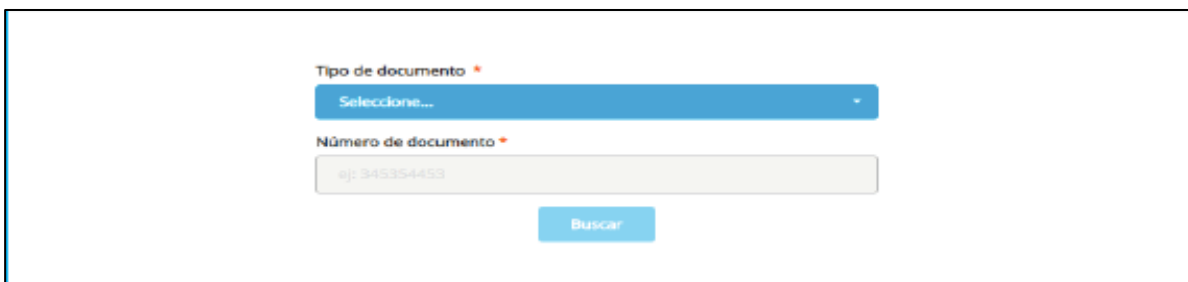 Tipo de documento *
Seleccione...
Número de documento *
ej: 345354453
Buscar